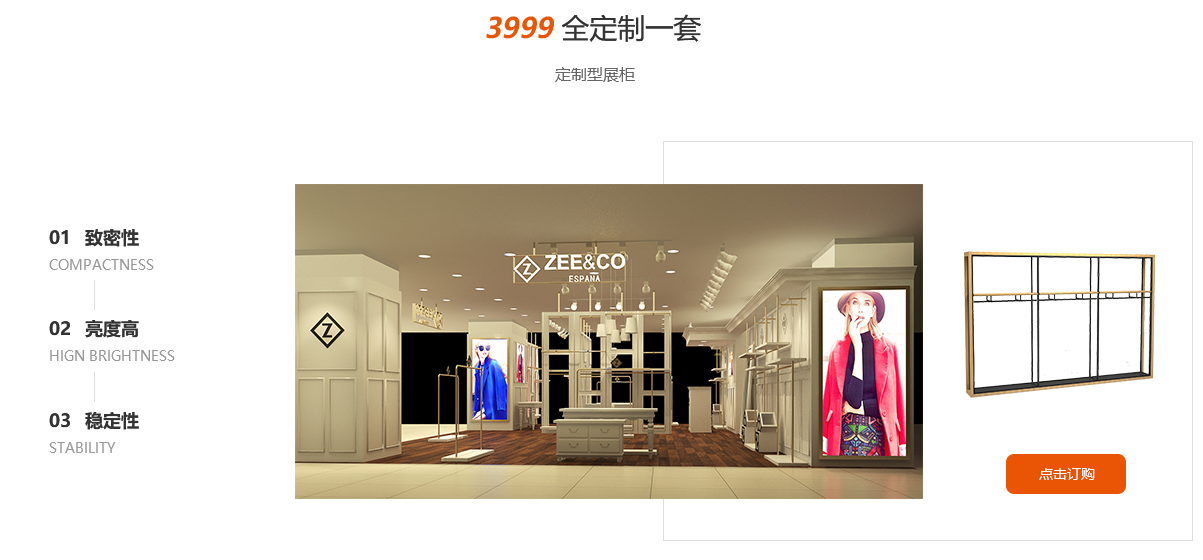 3999 全定制一套
定制型展柜
01 致密性
COMPACTNESS
02 亮度高
HIGN BRIGHTNESS
03 稳定性
STABILITY
Z ZEE&CO
ESPAÑA
Z
点击订购